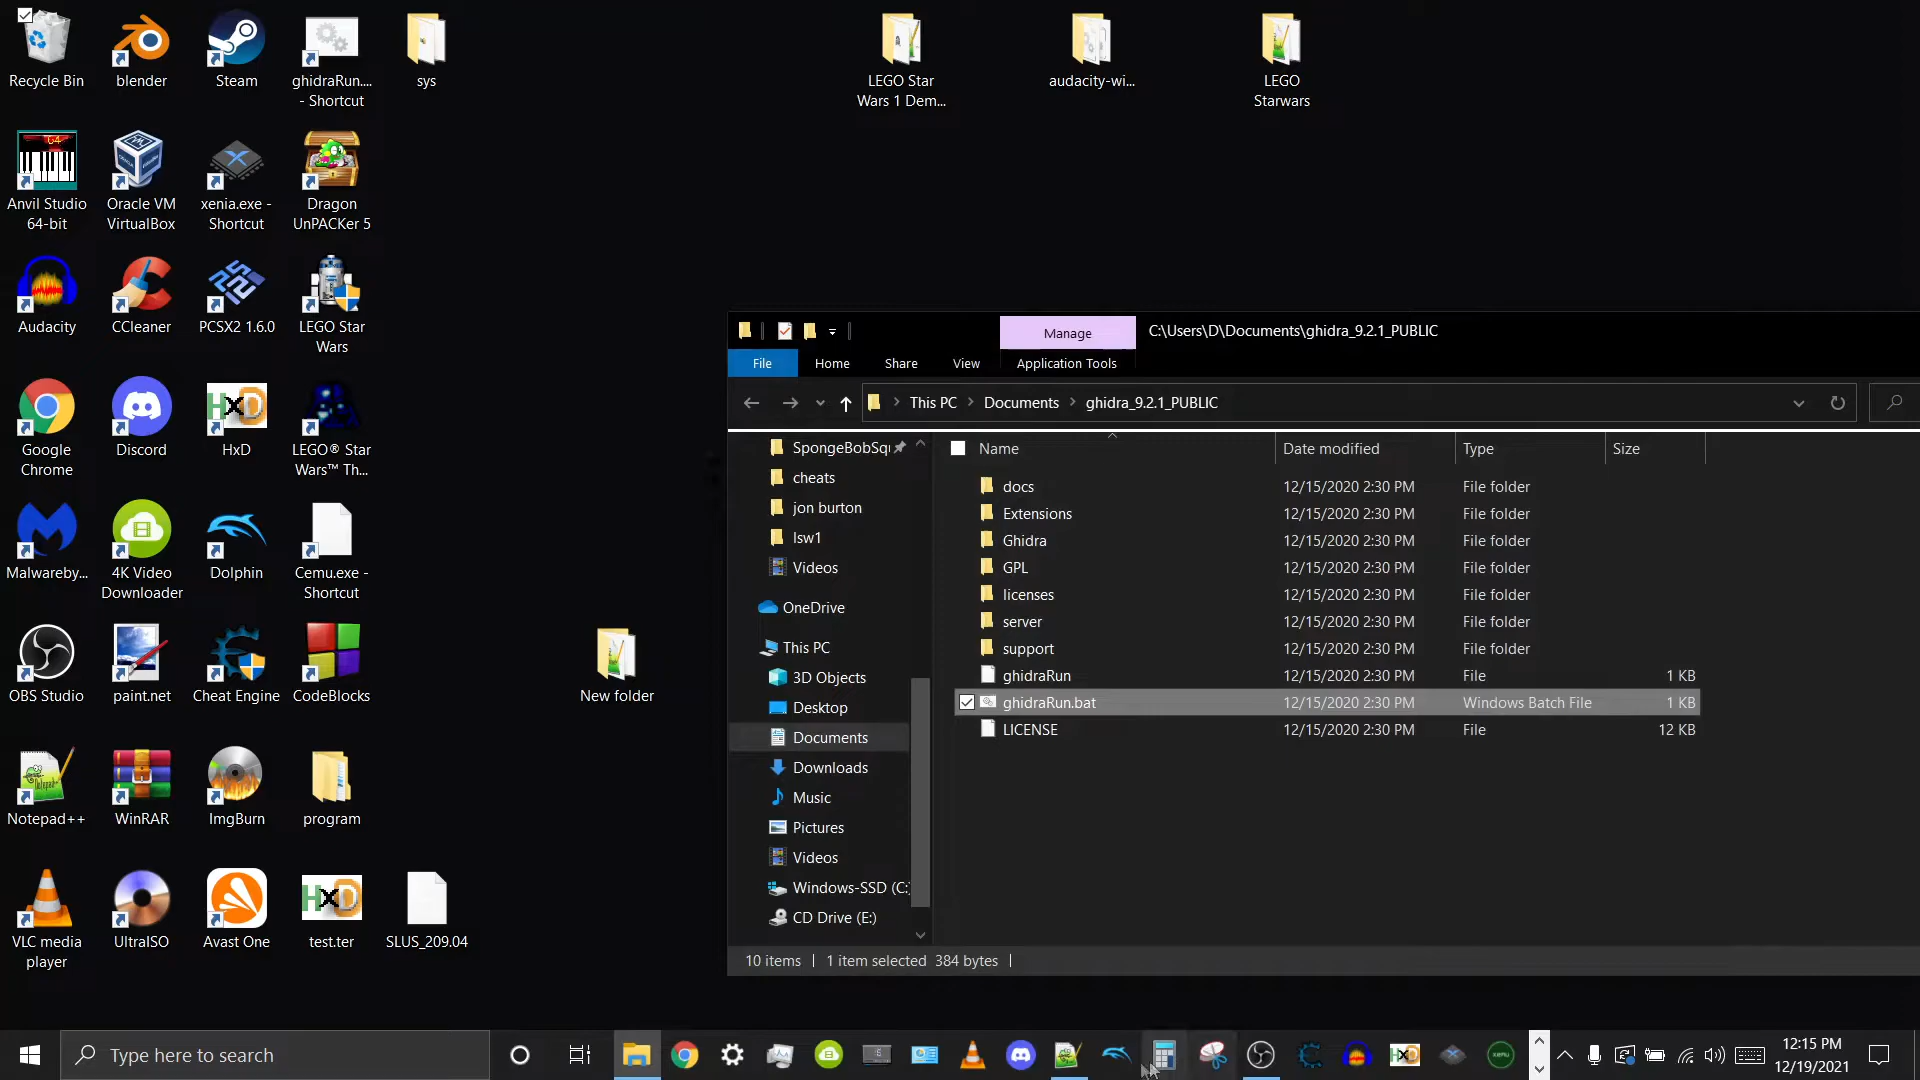 Recycle Bin
blender
Steam
ghidraRun....
- Shortcut
sys
LEGO Star
Wars 1 Dem...
audacity-wi...
LEGO
Starwars
Anvil Studio
64-bit
Oracle VM
VirtualBox
xenia.exe -
Shortcut
Dragon
UnPACKer 5
Audacity
CCleaner
PCSX2 1.6.0
LEGO Star
Wars
Google
Chrome
Discord
HxD
HxD
LEGO® Star
Wars™ Th...
Malwareby...
4K Video
Downloader
Dolphin
Cemu.exe -
Shortcut
OBS Studio
paint.net
Cheat Engine
CodeBlocks
New folder
Notepad++
WinRAR
ImgBurn
program
VLC media
player
UltraISO
Avast One
HxD
test.ter
SLUS_209.04
Manage
C:\Users\D\Documents\ghidra_9.2.1_PUBLIC
File
Home
Share
View
Application Tools
This PC
Documents
ghidra_9.2.1_PUBLIC
SpongeBobSqu
cheats
jon burton
lsw1
Videos
OneDrive
This PC
3D Objects
Desktop
Documents
Downloads
Music
Pictures
Videos
Windows-SSD (C:)
CD Drive (E:)
Name Date modified Type Size
docs 12/15/2020 2:30 PM File folder
Extensions 12/15/2020 2:30 PM File folder
Ghidra 12/15/2020 2:30 PM File folder
GPL 12/15/2020 2:30 PM File folder
licenses 12/15/2020 2:30 PM File folder
server 12/15/2020 2:30 PM File folder
support 12/15/2020 2:30 PM File folder
ghidraRun 12/15/2020 2:30 PM File 1 KB
ghidraRun.bat 12/15/2020 2:30 PM Windows Batch File 1 KB
LICENSE 12/15/2020 2:30 PM File 12 KB
10 items 1 item selected 384 bytes
Type here to search
HxD
12:15 PM
12/19/2021